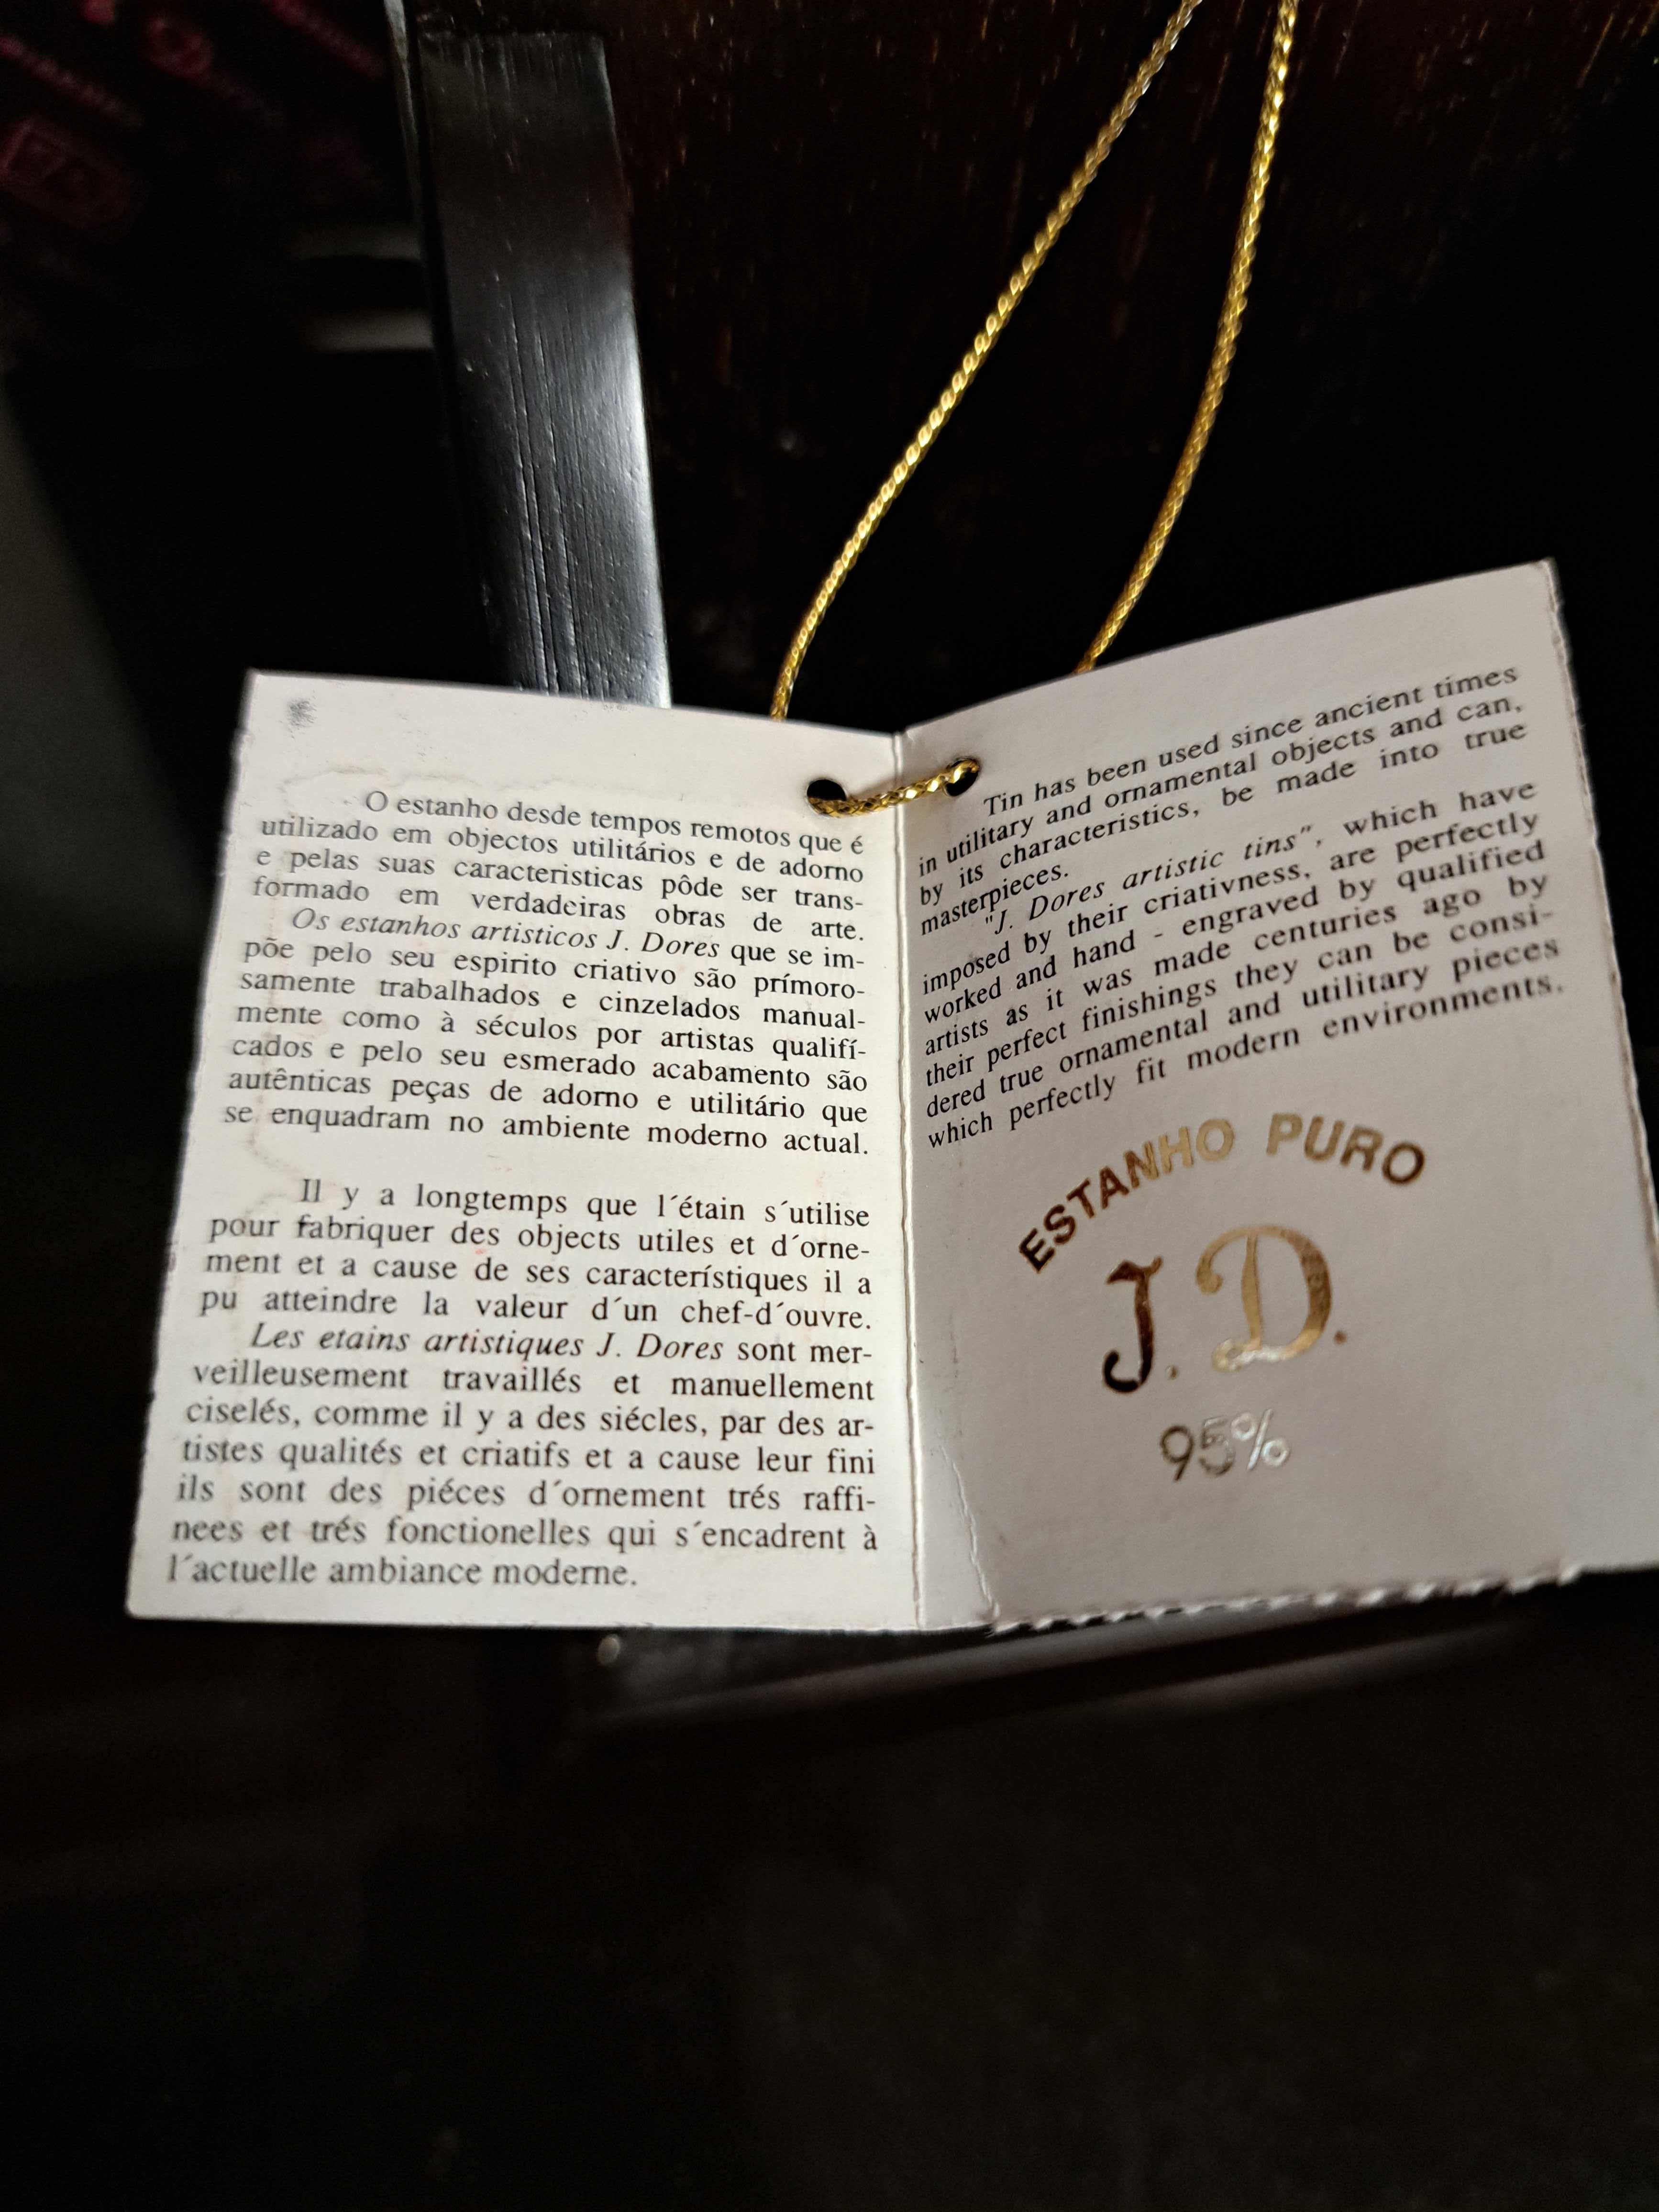 O estanho desde tempos remotos que é
utilizado em objectos utilitários e de adorno
e pelas suas caracteristicas pôde ser trans-
formado em verdadeiras obras de arte.
Os estanhos artisticos J. Dores que se im-
põe pelo seu espirito criativo são prímoro-
samente trabalhados e cinzelados manual-
mente como à séculos por artistas qualifí-
cados e pelo seu esmerado acabamento são
autênticas peças de adorno e utilitário que
se enquadram no ambiente moderno actual.
Il y a longtemps que l´étain s´utilise
pour fabriquer des objects utiles et d´orne-
ment et a cause de ses característiques il a
pu atteindre la valeur d´un chef-d´ouvre.
Les etains artistiques J. Dores sont mer-
veilleusement travaillés et manuellement
ciselés, comme il y a des siécles, par des ar-
tistes qualités et criatifs et a cause leur fini
ils sont des piéces d´ornement trés raffi-
nees et trés fonctionelles qui s´encadrent à
l´actuelle ambiance moderne.
Tin has been used since ancient times
in utilitary and ornamental objects and can,
by its characteristics, be made into true
masterpieces.
"J. Dores artistic tins", which have
imposed by their criativness, are perfectly
worked and hand - engraved by qualified
artists as it was made centuries ago by
their perfect finishings they can be consi-
dered true ornamental and utilitary pieces
which perfectly fit modern environments.
ESTANHO PURO
J. D.
95%